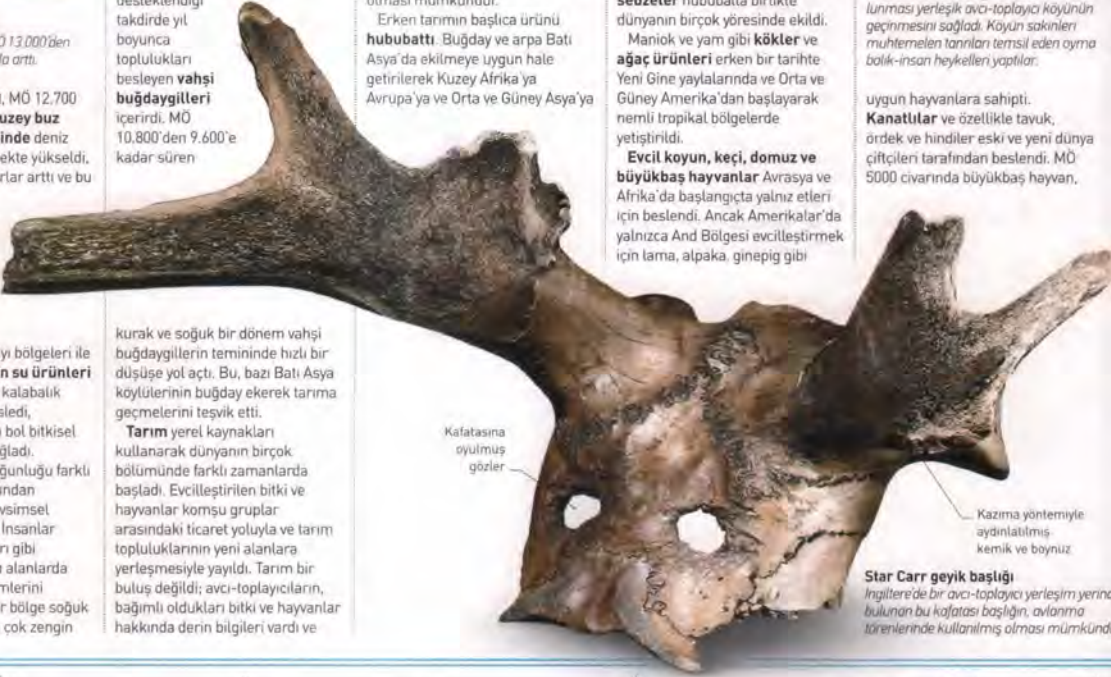 Ö 13.000'den
da arttı.
, MÖ 12.700
uzey buz
inde deniz
ekte yükseldi,
rlar arttı ve bu
yı bölgeleri ile
n su ürünleri
kalabalık
sledi,
bol bitkisel
ğladı.
ğunluğu farklı
ından
vsimsel
İnsanlar
rı gibi
alanlarda
mlerini
r bölge soğuk
çok zengin
desteklendiği
takdirde yıl
boyunca
toplulukları
besleyen vahşi
buğdaygilleri
içerirdi. MÖ
10.800'den 9.600'e
kadar süren
kurak ve soğuk bir dönem vahşi
buğdaygillerin temininde hızlı bir
düşüşe yol açtı. Bu, bazı Batı Asya
köylülerinin buğday ekerek tarıma
geçmelerini teşvik etti.
Tarım yerel kaynakları
kullanarak dünyanın birçok
bölümünde farklı zamanlarda
başladı. Evcilleştirilen bitki ve
hayvanlar komşu gruplar
arasındaki ticaret yoluyla ve tarım
topluluklarının yeni alanlara
yerleşmesiyle yayıldı. Tarım bir
buluş değildi; avcı-toplayıcıların,
bağımlı oldukları bitki ve hayvanlar
hakkında derin bilgileri vardı ve
olması mümkündür.
Erken tarımın başlıca ürünü
hububattı. Buğday ve arpa Batı
Asya'da ekilmeye uygun hale
getirilerek Kuzey Afrika'ya
Avrupa'ya ve Orta ve Güney Asya'ya
sebzeler hububatla birlikte
dünyanın birçok yöresinde ekildi.
Maniok ve yam gibi kökler ve
ağaç ürünleri erken bir tarihte
Yeni Gine yaylalarında ve Orta ve
Güney Amerika'dan başlayarak
nemli tropikal bölgelerde
yetiştirildi.
Evcil koyun, keçi, domuz ve
büyükbaş hayvanlar Avrasya ve
Afrika'da başlangıçta yalnız etleri
için beslendi. Ancak Amerikalar'da
yalnızca And Bölgesi evcilleştirmek
için lama, alpaka, ginepig gibi
lunması yerleşik avcı-toplayıcı köyünün
geçinmesini sağladı. Köyün sakinleri
muhtemelen tanrıları temsil eden oyma
balık-insan heykelleri yaptılar.
uygun hayvanlara sahipti.
Kanatlılar ve özellikle tavuk,
ördek ve hindiler eski ve yeni dünya
çiftçileri tarafından beslendi. MÖ
5000 civarında büyükbaş hayvan,
Kafatasına
oyulmuş
gözler
Kazıma yöntemiyle
aydınlatılmış
kemik ve boynuz
Star Carr geyik başlığı
İngiltere'de bir avcı-toplayıcı yerleşim yerinde
bulunan bu kafatası başlığın, avlanma
törenlerinde kullanılmış olması mümkündü